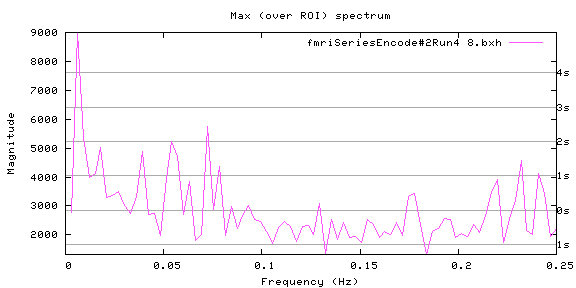 Max (over ROI) spectrum
fmriSeriesEncode#2Run4 8.bxh
9000
8000
7000
6000
5000
4000
3000
2000
4s
3s
2s
1s
0s
1s
Magnitude
0
0.05
0.1
0.15
0.2
0.25
Frequency (Hz)